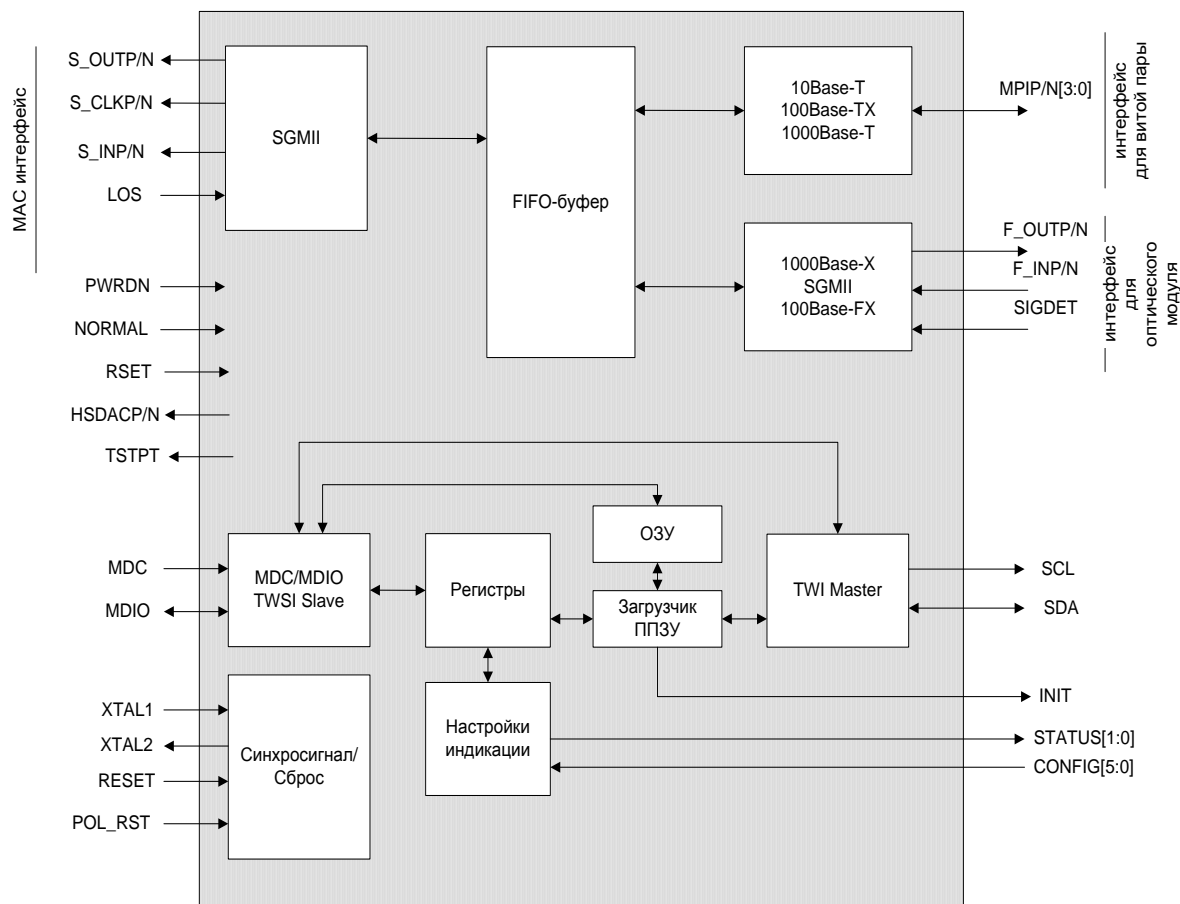 МАС интерфейс
S_OUTP/N
S_CLKP/N
S_INP/N
LOS
PWRDN
NORMAL
RSET
HSDACP/N
TSTPT
MDC
MDIO
XTAL1
XTAL2
RESET
POL_RST
SGMII
FIFO-буфер
10Base-T
100Base-TX
1000Base-T
1000Base-X
SGMII
100Base-FX
MPIP/N[3:0]
интерфейс
для витой пары
F_OUTP/N
F_INP/N
SIGDET
интерфейс
для
оптического
модуля
MDC/MDIO
TWSI Slave
Регистры
ОЗУ
Загрузчик
ППЗУ
TWI Master
Настройки
индикации
Синхросигнал/
Сброс
SCL
SDA
INIT
STATUS[1:0]
CONFIG[5:0]